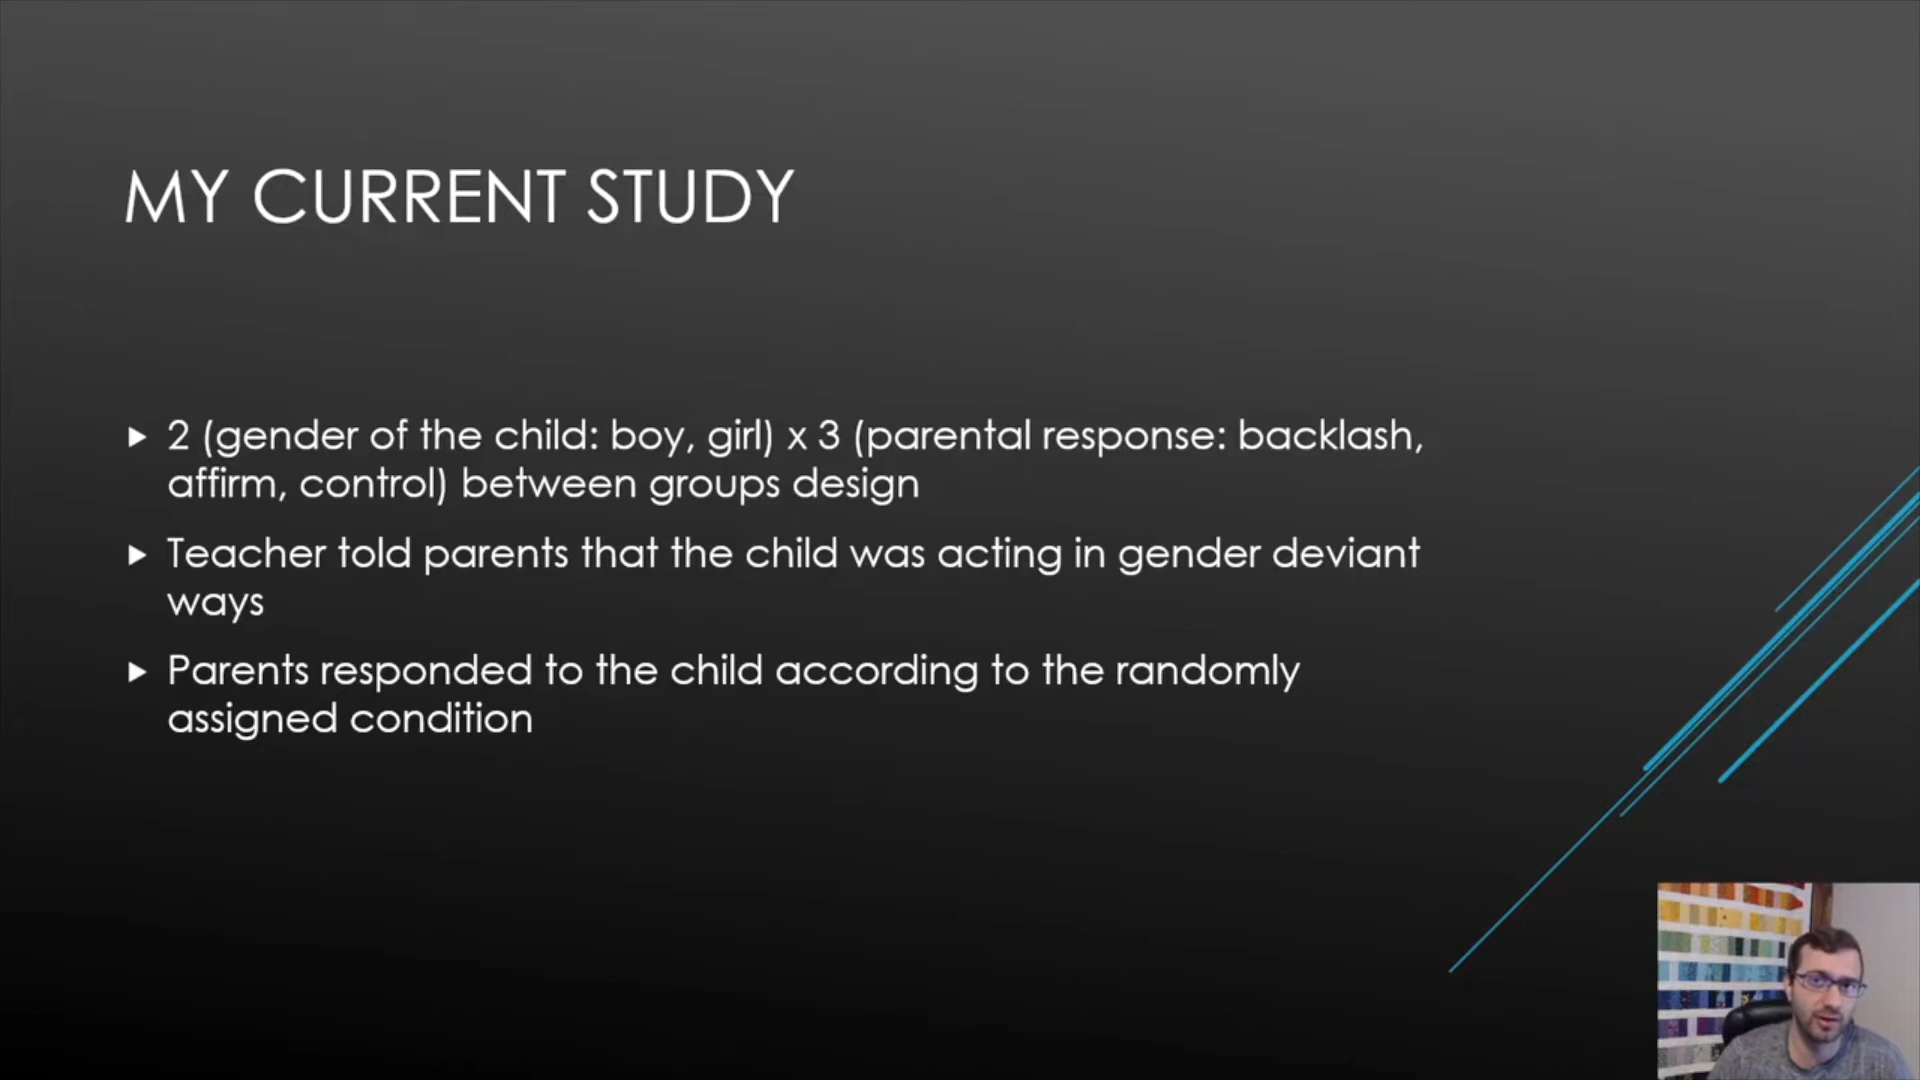 MY CURRENT STUDY
2 (gender of the child: boy, girl) x 3 (parental response: backlash,
affirm, control) between groups design
Teacher told parents that the child was acting in gender deviant
ways
Parents responded to the child according to the randomly
assigned condition